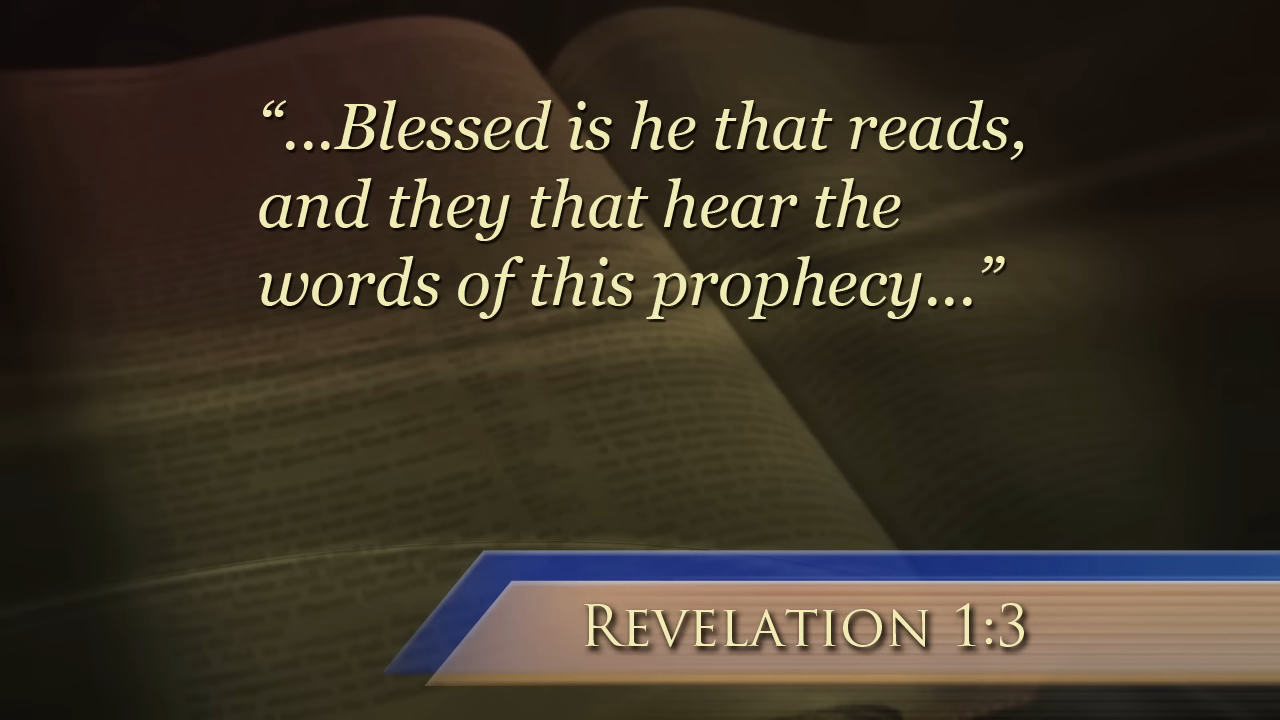 “...Blessed is he that reads,
and they that hear the
words of this prophecy...”
REVELATION 1:3